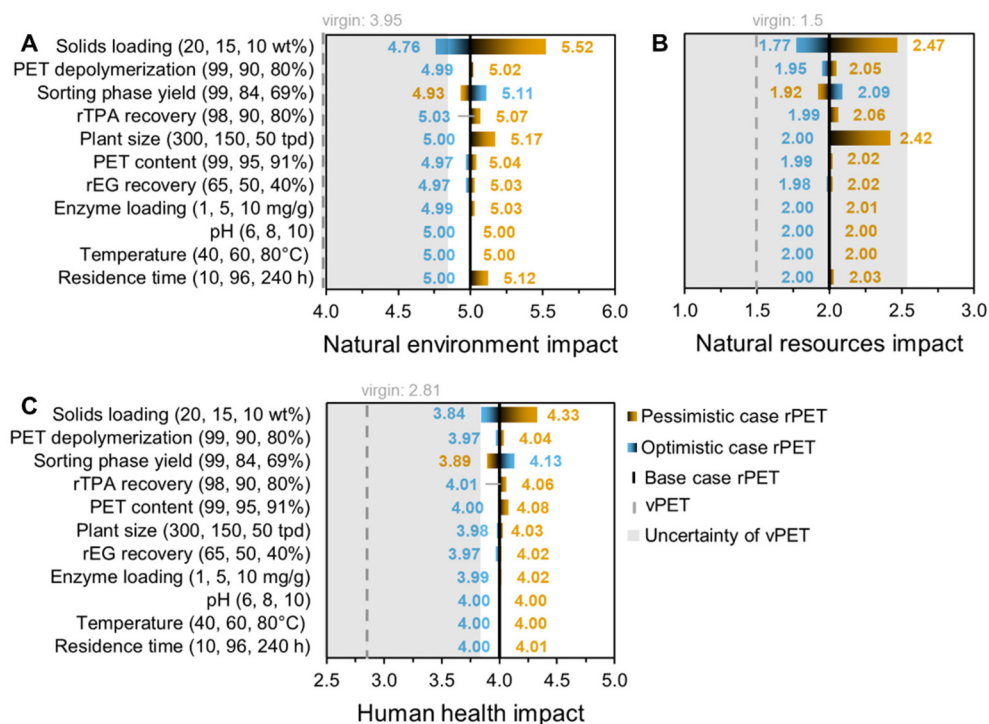 virgin: 3.95
A
Solids loading (20, 15, 10 wt%) 4.76 5.52
PET depolymerization (99, 90, 80%) 4.99 5.02
Sorting phase yield (99, 84, 69%) 4.93 5.11
rTPA recovery (98, 90, 80%) 5.03 5.07
Plant size (300, 150, 50 tpd) 5.00 5.17
PET content (99, 95, 91%) 4.97 5.04
rEG recovery (65, 50, 40%) 4.97 5.03
Enzyme loading (1, 5, 10 mg/g) 4.99 5.03
pH (6, 8, 10) 5.00 5.00
Temperature (40, 60, 80°C) 5.00 5.00
Residence time (10, 96, 240 h) 5.00 5.12
4.0 4.5 5.0 5.5 6.0
Natural environment impact
virgin: 1.5
B
1.77 2.47
1.95 2.05
1.92 2.09
1.99 2.06
2.00 2.42
1.99 2.02
1.98 2.02
2.00 2.01
2.00 2.00
2.00 2.00
2.00 2.03
1.0 1.5 2.0 2.5 3.0
Natural resources impact
virgin: 2.81
C
Solids loading (20, 15, 10 wt%) 3.84 4.33
PET depolymerization (99, 90, 80%) 3.97 4.04
Sorting phase yield (99, 84, 69%) 3.89 4.13
rTPA recovery (98, 90, 80%) 4.01 4.06
PET content (99, 95, 91%) 4.00 4.08
Plant size (300, 150, 50 tpd) 3.98 4.03
rEG recovery (65, 50, 40%) 3.97 4.02
Enzyme loading (1, 5, 10 mg/g) 3.99 4.02
pH (6, 8, 10) 4.00 4.00
Temperature (40, 60, 80°C) 4.00 4.00
Residence time (10, 96, 240 h) 4.00 4.01
2.5 3.0 3.5 4.0 4.5 5.0
Human health impact
Pessimistic case rPET
Optimistic case rPET
Base case rPET
vPET
Uncertainty of vPET